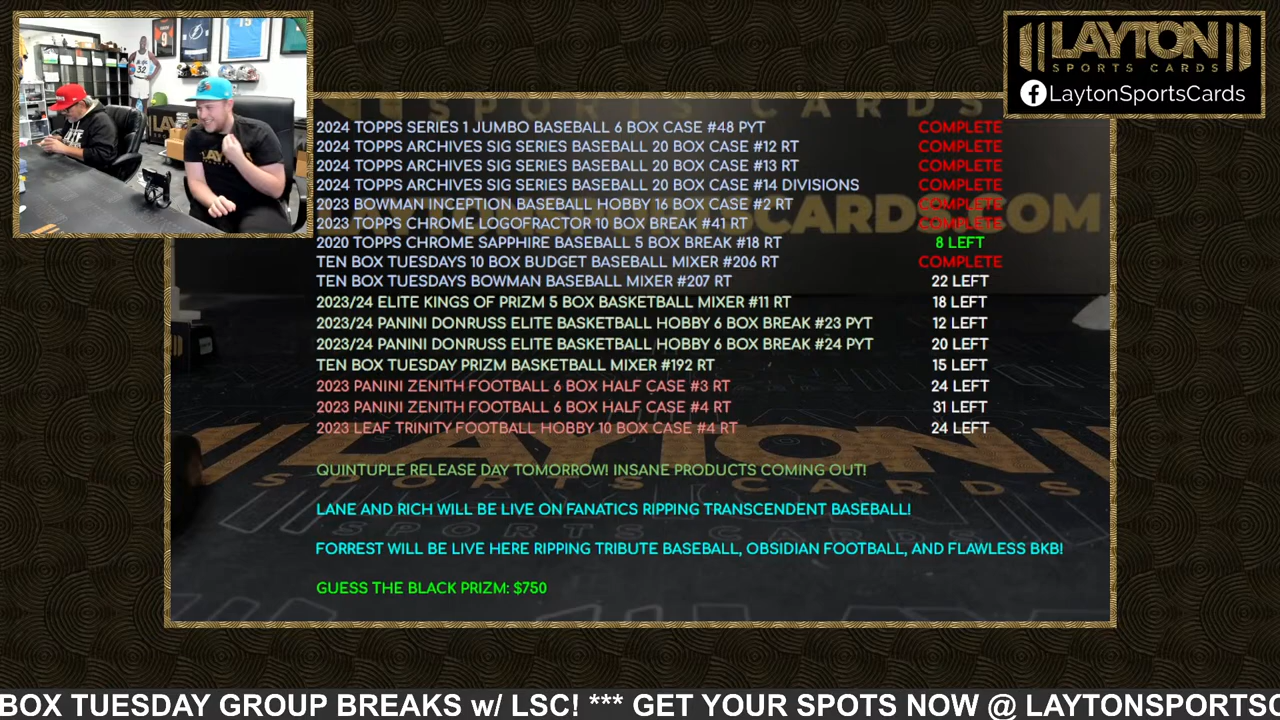 LAYTON
SPORTS CARDS
LaytonSportsCards
SPORTS CARDS
2024 TOPPS SERIES 1 JUMBO BASEBALL 6 BOX CASE #48 PYT COMPLETE
2024 TOPPS ARCHIVES SIG SERIES BASEBALL 20 BOX CASE #12 RT COMPLETE
2024 TOPPS ARCHIVES SIG SERIES BASEBALL 20 BOX CASE #13 RT COMPLETE
2024 TOPPS ARCHIVES SIG SERIES BASEBALL 20 BOX CASE #14 DIVISIONS COMPLETE
2023 BOWMAN INCEPTION BASEBALL HOBBY 16 BOX CASE #2 RT COMPLETE
CARDS.COM
2023 TOPPS CHROME LOGOFRACTOR 10 BOX BREAK #41 RT COMPLETE
2020 TOPPS CHROME SAPPHIRE BASEBALL 5 BOX BREAK #18 RT 8 LEFT
TEN BOX TUESDAYS 10 BOX BUDGET BASEBALL MIXER #206 RT COMPLETE
TEN BOX TUESDAYS BOWMAN BASEBALL MIXER #207 RT 22 LEFT
2023/24 ELITE KINGS OF PRIZM 5 BOX BASKETBALL MIXER #11 RT 18 LEFT
2023/24 PANINI DONRUSS ELITE BASKETBALL HOBBY 6 BOX BREAK #23 PYT 12 LEFT
2023/24 PANINI DONRUSS ELITE BASKETBALL HOBBY 6 BOX BREAK #24 PYT 20 LEFT
TEN BOX TUESDAY PRIZM BASKETBALL MIXER #192 RT 15 LEFT
2023 PANINI ZENITH FOOTBALL 6 BOX HALF CASE #3 RT 24 LEFT
2023 PANINI ZENITH FOOTBALL 6 BOX HALF CASE #4 RT 31 LEFT
2023 LEAF TRINITY FOOTBALL HOBBY 10 BOX CASE #4 RT 24 LEFT
LAYTON
QUINTUPLE RELEASE DAY TOMORROW! INSANE PRODUCTS COMING OUT!
SPORTS CARDS
LANE AND RICH WILL BE LIVE ON FANATICS RIPPING TRANSCENDENT BASEBALL!
SPORTS CARDS
FORREST WILL BE LIVE HERE RIPPING TRIBUTE BASEBALL, OBSIDIAN FOOTBALL, AND FLAWLESS BKB!
GUESS THE BLACK PRIZM: $750
BOX TUESDAY GROUP BREAKS w/ LSC! *** GET YOUR SPOTS NOW @ LAYTONSPORTSC